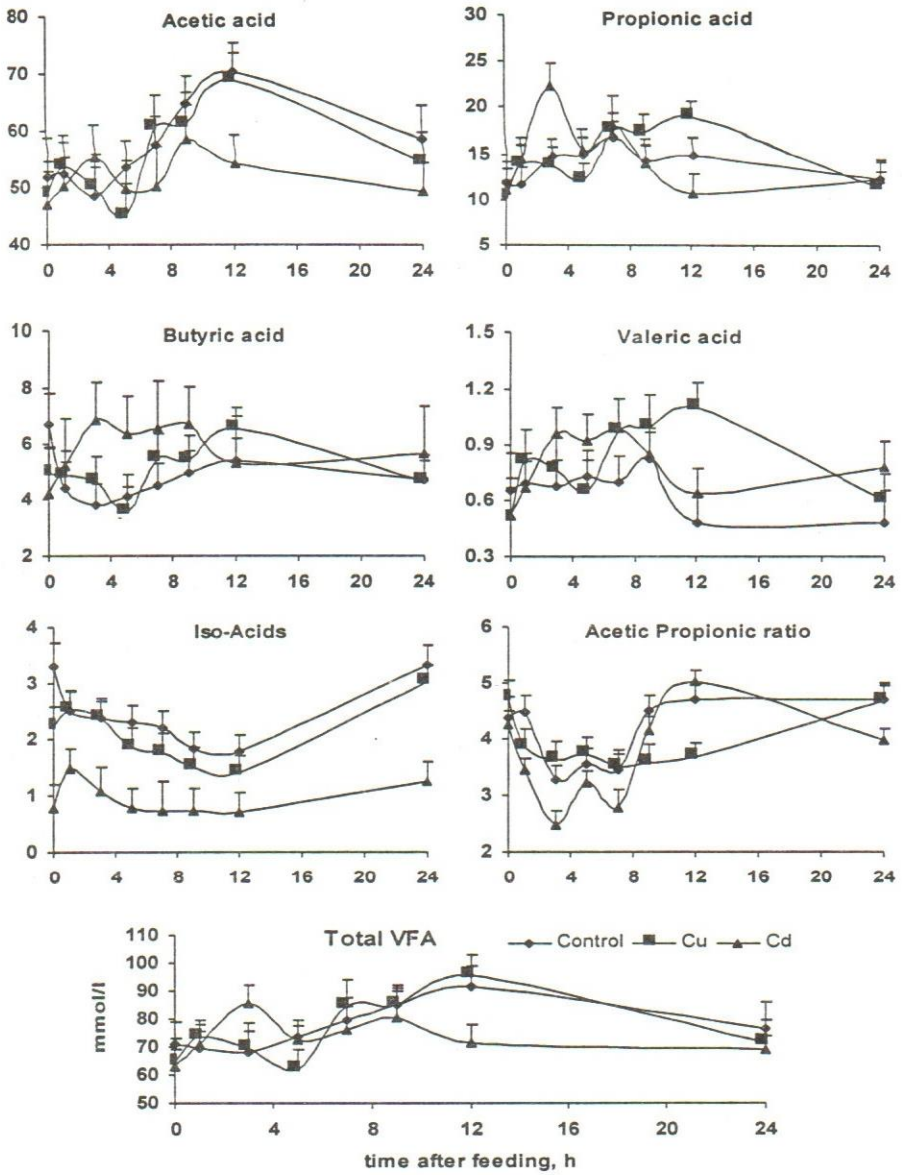 Acetic acid
80
70
60
50
40
0 4 8 12 16 20 24
Propionic acid
30
25
20
15
10
5
0 4 8 12 16 20 24
Butyric acid
10
8
6
4
2
0 4 8 12 16 20 24
Valeric acid
1.5
1.2
0.9
0.6
0.3
0 4 8 12 16 20 24
Iso-Acids
4
3
2
1
0
0 4 8 12 16 20 24
Acetic Propionic ratio
6
5
4
3
2
0 4 8 12 16 20 24
Total VFA
Control Cu Cd
mmol/l
110
100
90
80
70
60
50
0 4 8 12 16 20 24
time after feeding, h